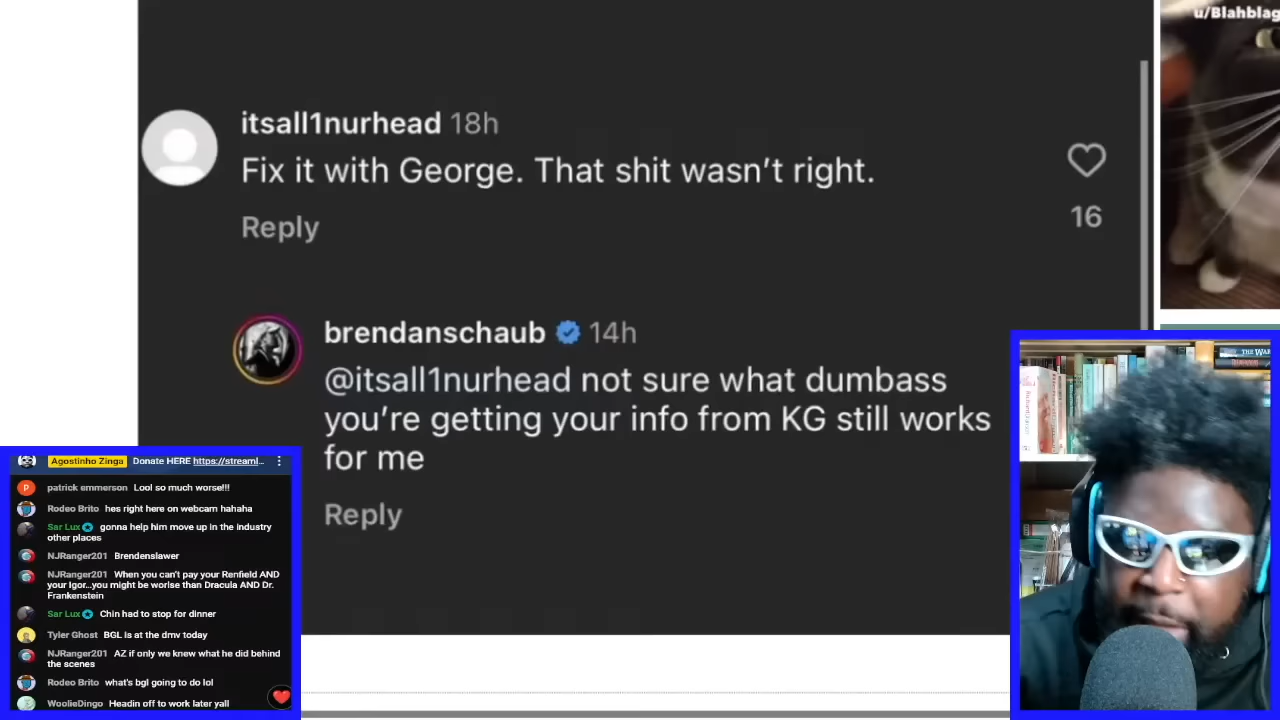 u/Blahblag
itsall1nurhead 18h
Fix it with George. That shit wasn't right.
16
Reply
brendanschaub 14h
@itsall1nurhead not sure what dumbass
you're getting your info from KG still works
for me
Reply
Agostinho Zinga Donate HERE https://streaml...
patrick emmerson Lool so much worse!!!
Rodeo Brito hes right here on webcam hahaha
Sar Lux gonna help him move up in the industry
other places
NJRanger201 Brendenslawer
NJRanger201 When you can't pay your Renfield AND
your Igor...you might be worlse than Dracula AND Dr.
Frankenstein
Sar Lux Chin had to stop for dinner
Tyler Ghost BGL is at the dmv today
NJRanger201 AZ if only we knew what he did behind
the scenes
Rodeo Brito what's bgl going to do lol
WoolieDingo Headin off to work later yall